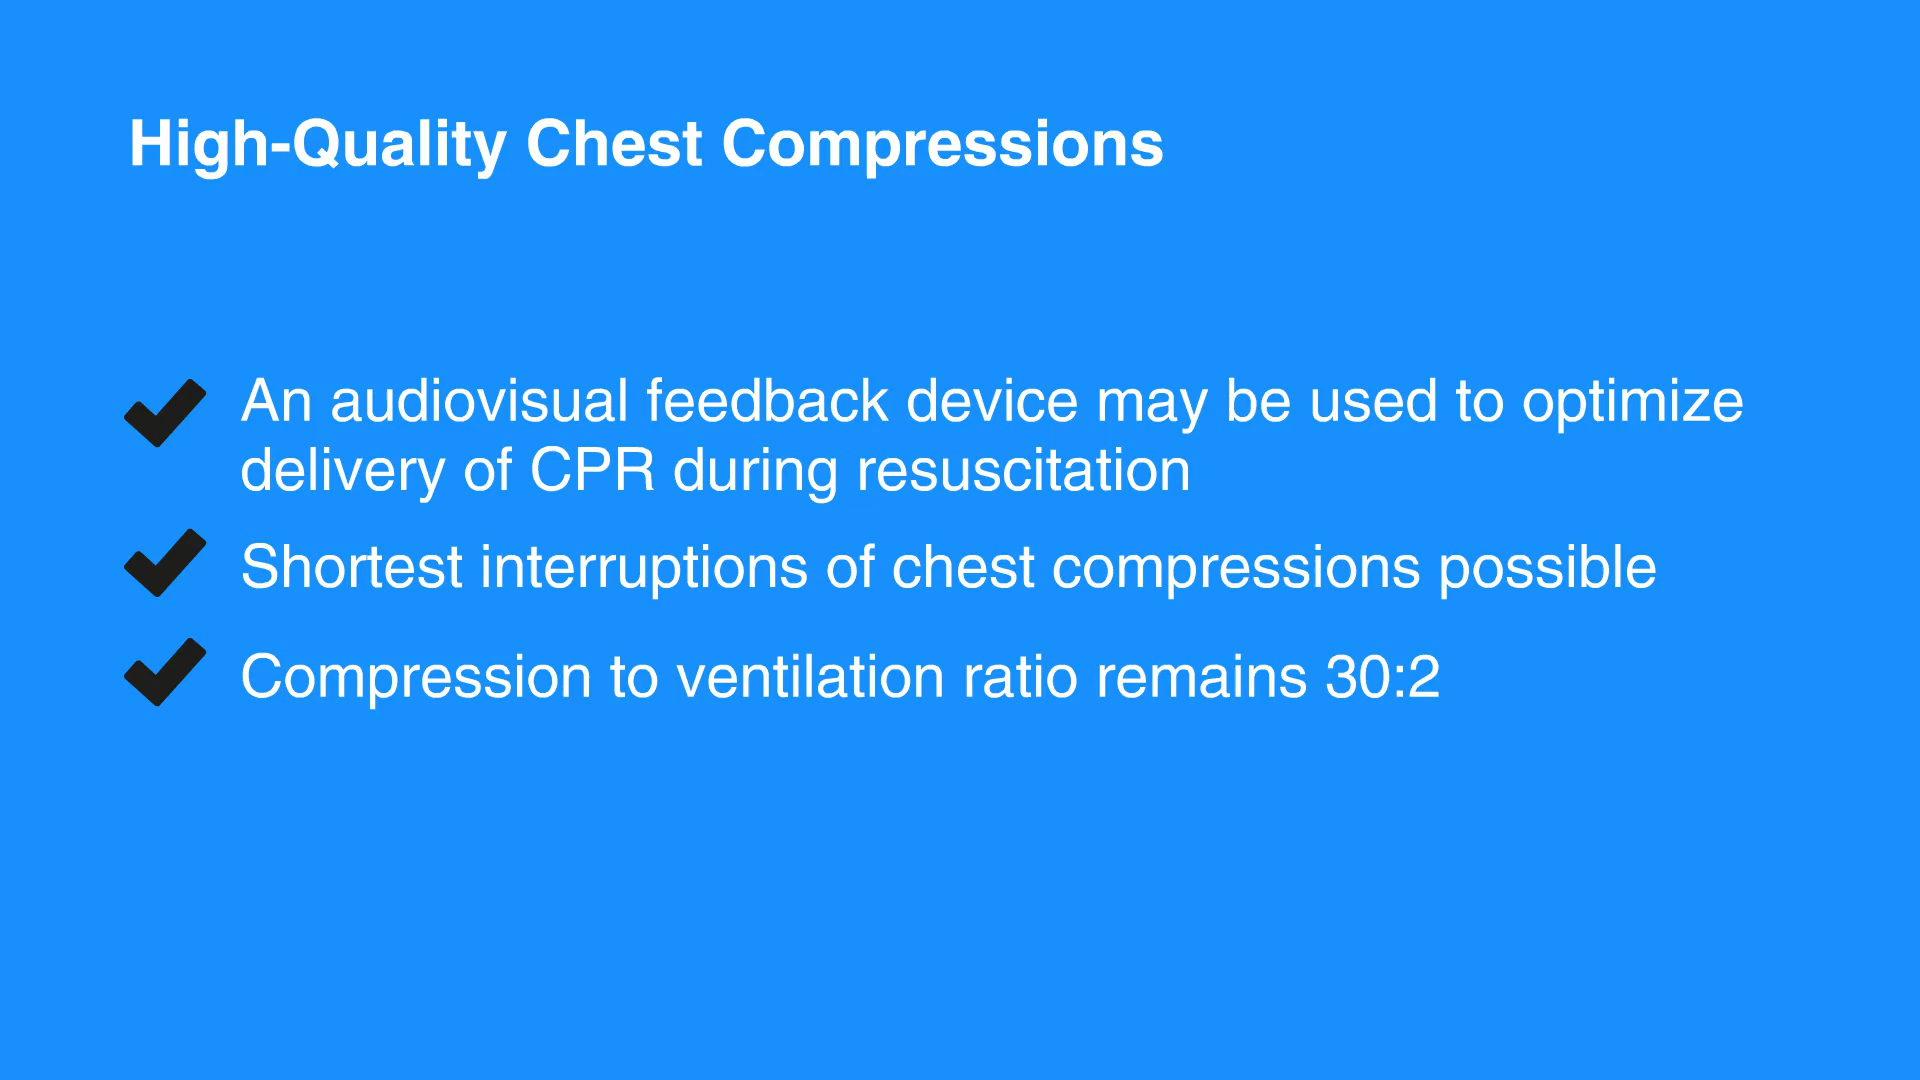 High-Quality Chest Compressions
An audiovisual feedback device may be used to optimize
delivery of CPR during resuscitation
Shortest interruptions of chest compressions possible
Compression to ventilation ratio remains 30:2